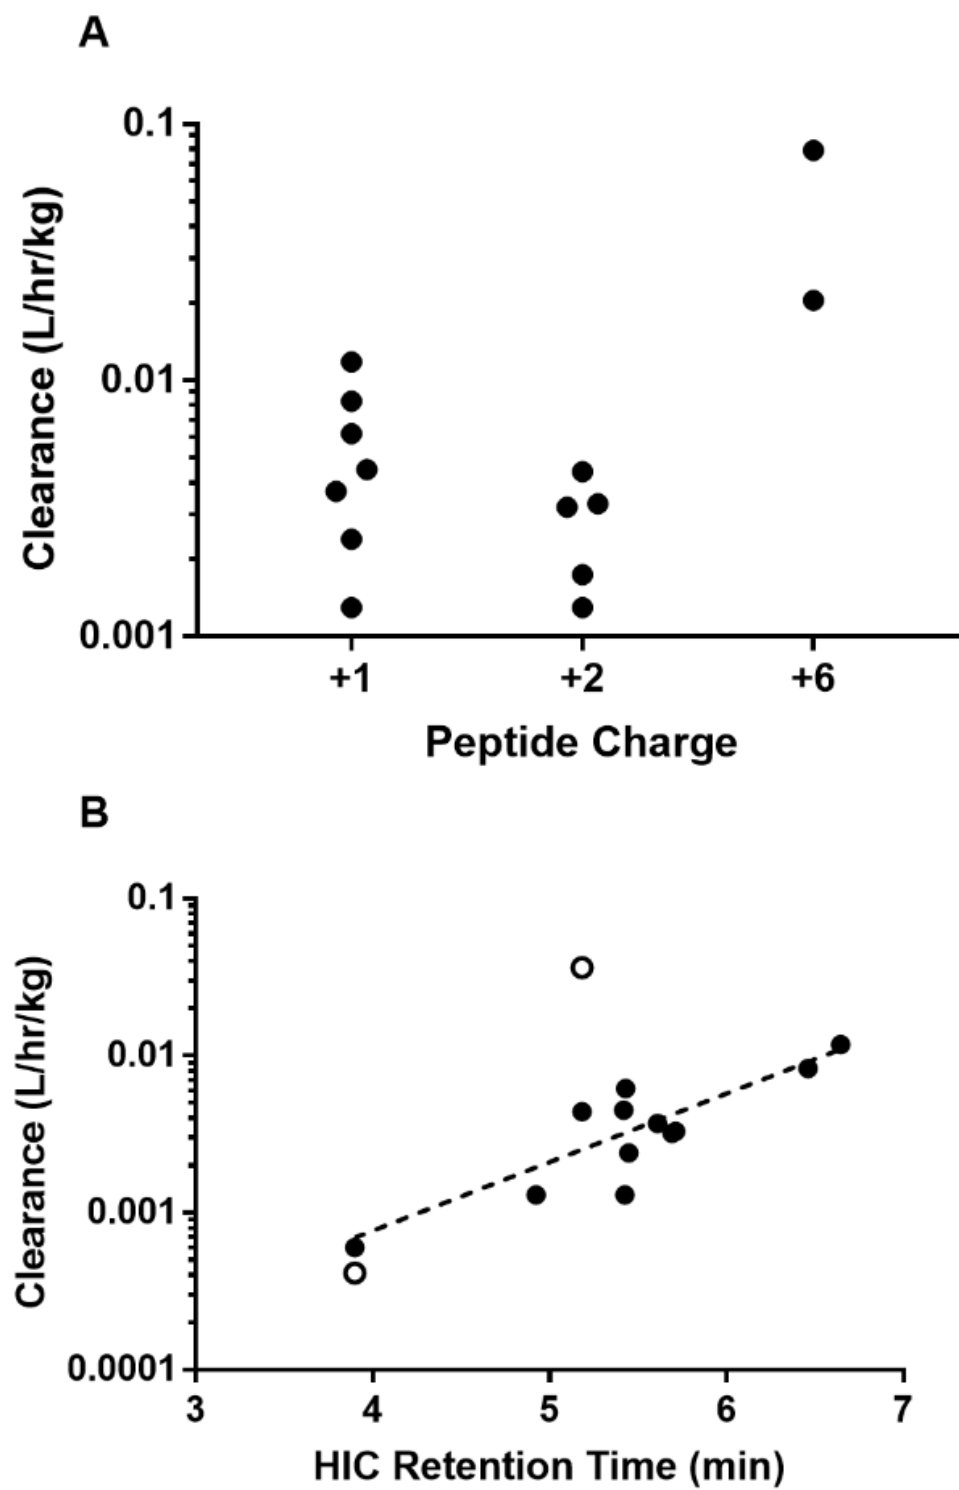 A
0.1
0.01
0.001
Clearance (L/hr/kg)
+1 +2 +6
Peptide Charge
B
0.1
0.01
0.001
0.0001
Clearance (L/hr/kg)
3 4 5 6 7
HIC Retention Time (min)